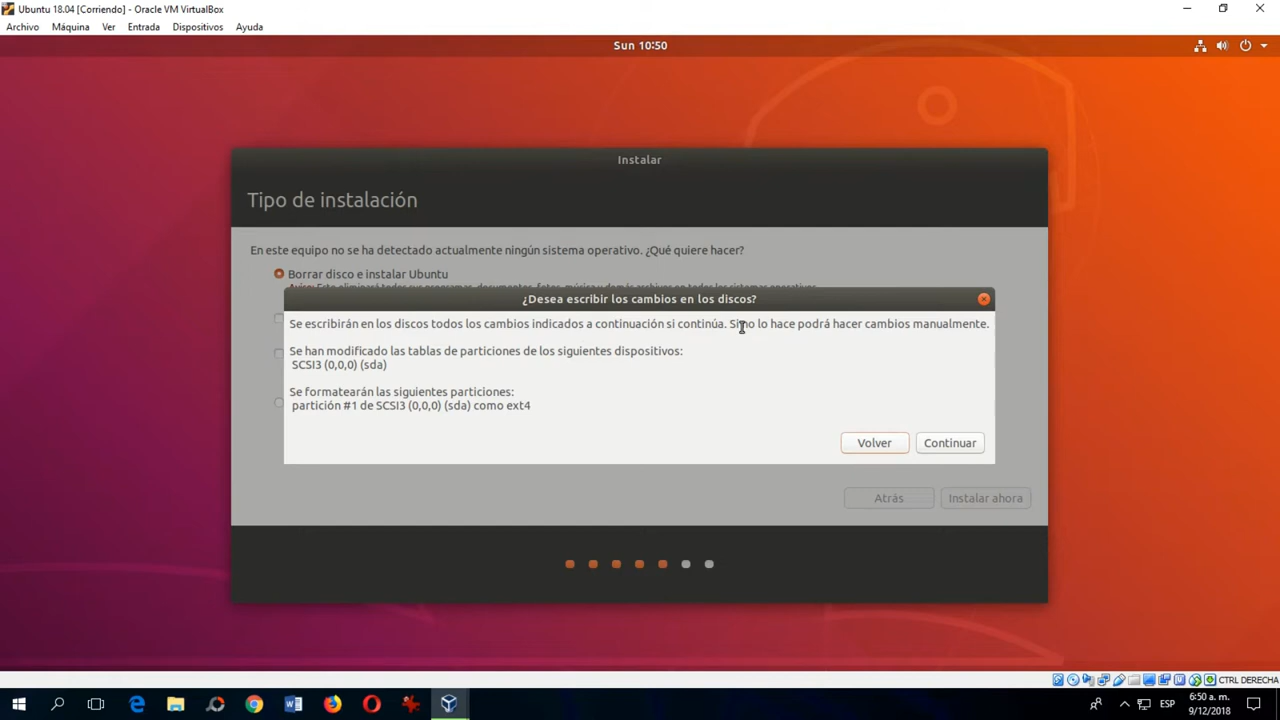 Ubuntu 18.04 [Corriendo] - Oracle VM VirtualBox
Archivo Máquina Ver Entrada Dispositivos Ayuda
Sun 10:50
Instalar
Tipo de instalación
En este equipo no se ha detectado actualmente ningún sistema operativo. ¿Qué quiere hacer?
Borrar disco e instalar Ubuntu
¿Desea escribir los cambios en los discos?
Se escribirán en los discos todos los cambios indicados a continuación si continúa. Si no lo hace podrá hacer cambios manualmente.
Se han modificado las tablas de particiones de los siguientes dispositivos:
SCSI3 (0,0,0) (sda)
Se formatearán las siguientes particiones:
partición #1 de SCSI3 (0,0,0) (sda) como ext4
Volver Continuar
Atrás Instalar ahora
CTRL DERECHA
ESP
6:50 a. m.
9/12/2018